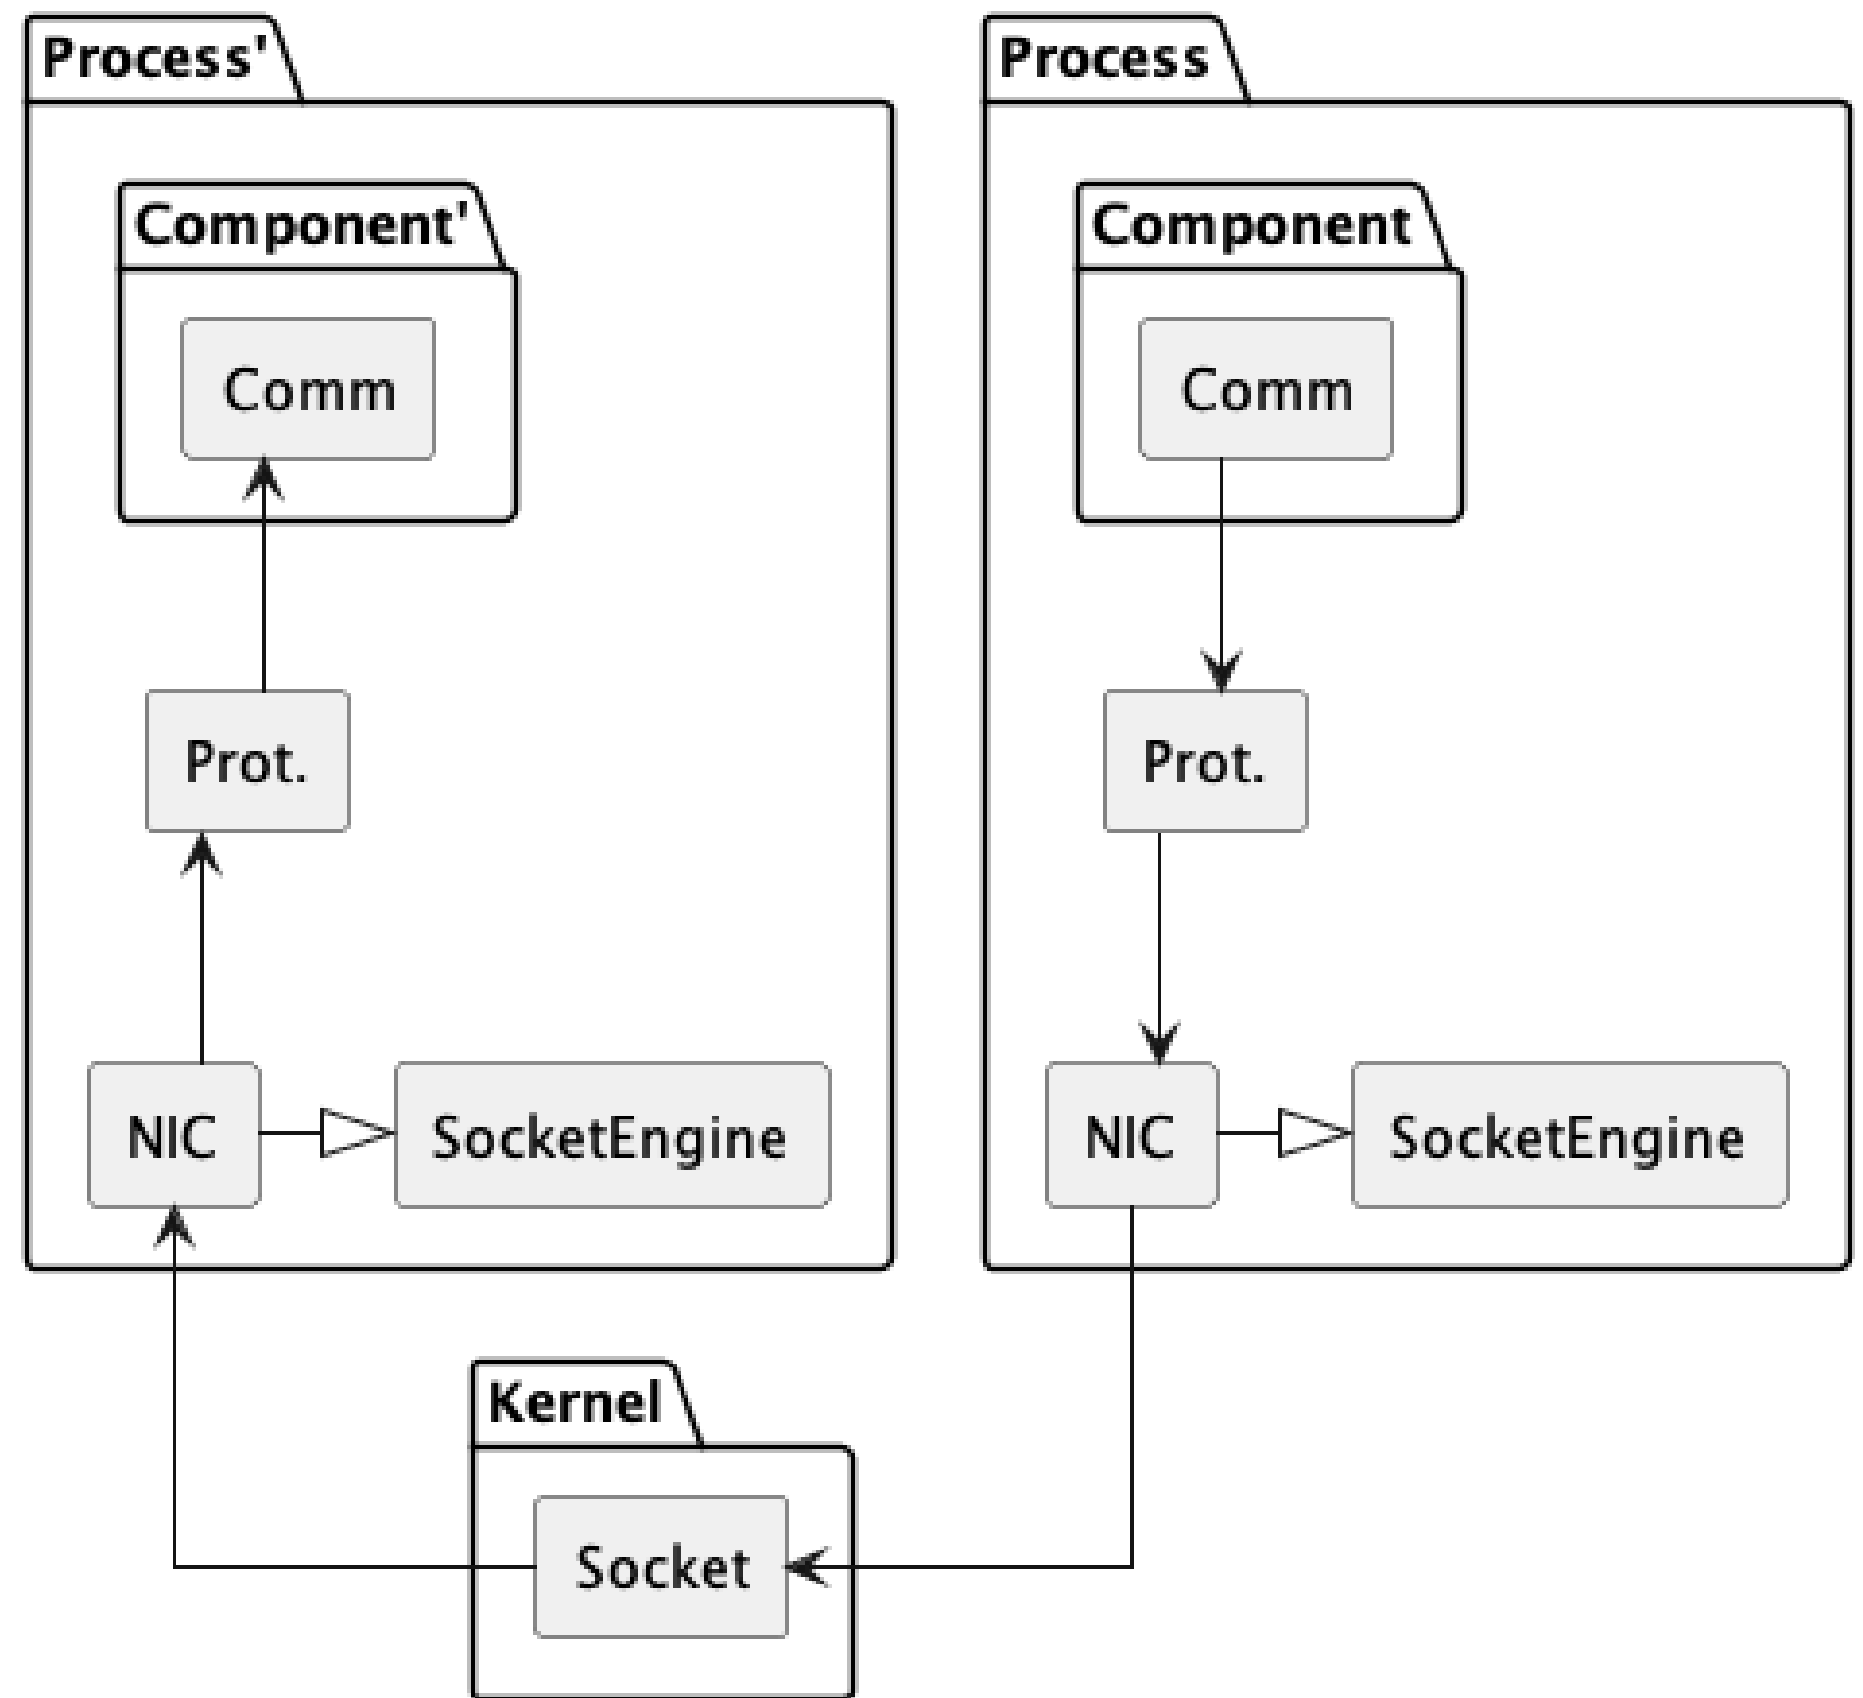 Process'
Component'
Comm
Prot.
NIC
SocketEngine
Process
Component
Comm
Prot.
NIC
SocketEngine
Kernel
Socket